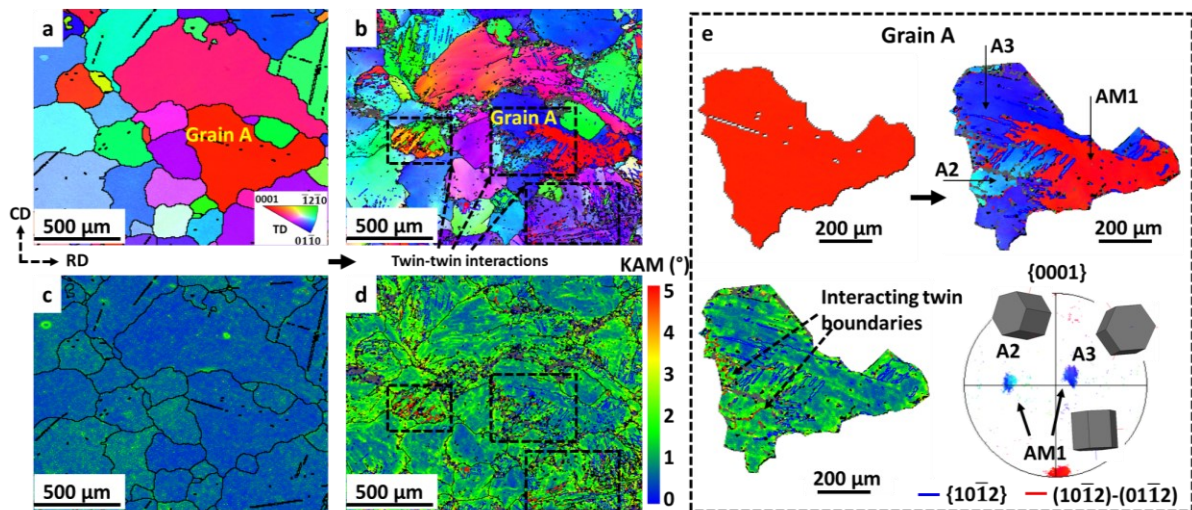 a
Grain A
0001
1̄2̄10
TD
011̄0
500 µm
CD
RD
b
Grain A
500 µm
Twin-twin interactions
c
500 µm
d
500 µm
KAM (°)
5
4
3
2
1
0
e
Grain A
A3
AM1
A2
200 µm
200 µm
Interacting twin
boundaries
200 µm
{0001}
A2
A3
AM1
{101̄2}
(101̄2)-(011̄2)